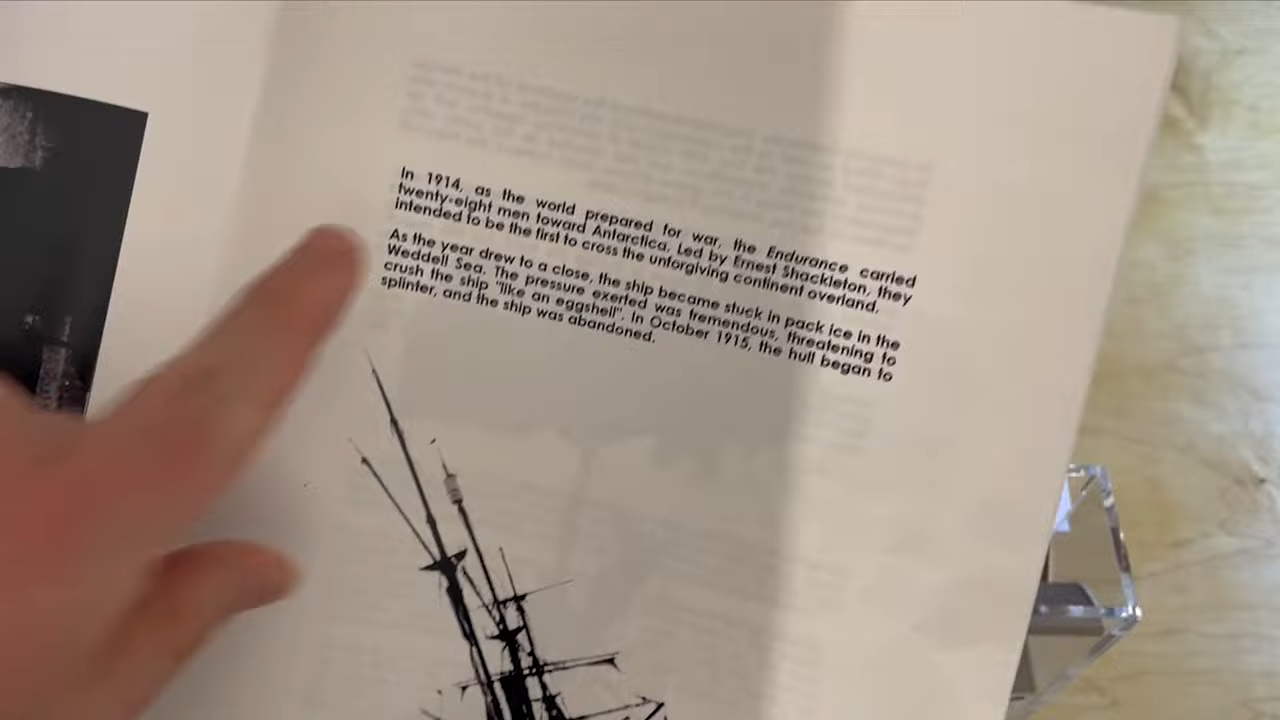 In 1914, as the world prepared for war, the Endurance carried
twenty-eight men toward Antarctica. Led by Ernest Shackleton, they
intended to be the first to cross the unforgiving continent overland.
As the year drew to a close, the ship became stuck in pack ice in the
Weddell Sea. The pressure exerted was tremendous, threatening to
crush the ship "like an eggshell". In October 1915, the hull began to
splinter, and the ship was abandoned.